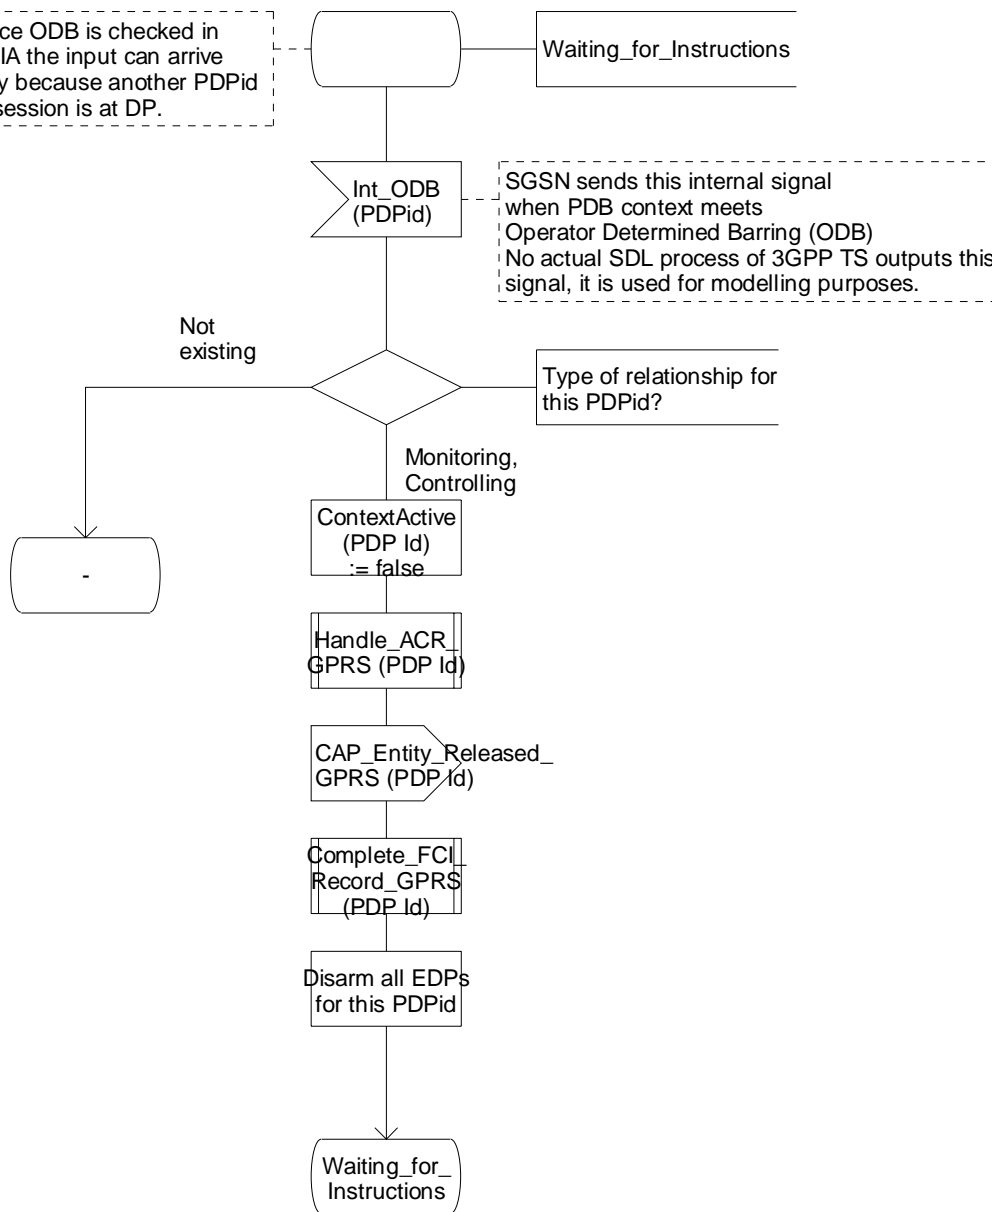 ce ODB is checked in
IA the input can arrive
y because another PDPid
session is at DP.
Waiting_for_Instructions
Int_ODB
(PDPid)
SGSN sends this internal signal
when PDB context meets
Operator Determined Barring (ODB)
No actual SDL process of 3GPP TS outputs this
signal, it is used for modelling purposes.
Not
existing
Type of relationship for
this PDPid?
Monitoring,
Controlling
ContextActive
(PDP Id)
:= false
-
Handle_ACR_
GPRS (PDP Id)
CAP_Entity_Released_
GPRS (PDP Id)
Complete_FCI_
Record_GPRS
(PDP Id)
Disarm all EDPs
for this PDPid
Waiting_for_
Instructions